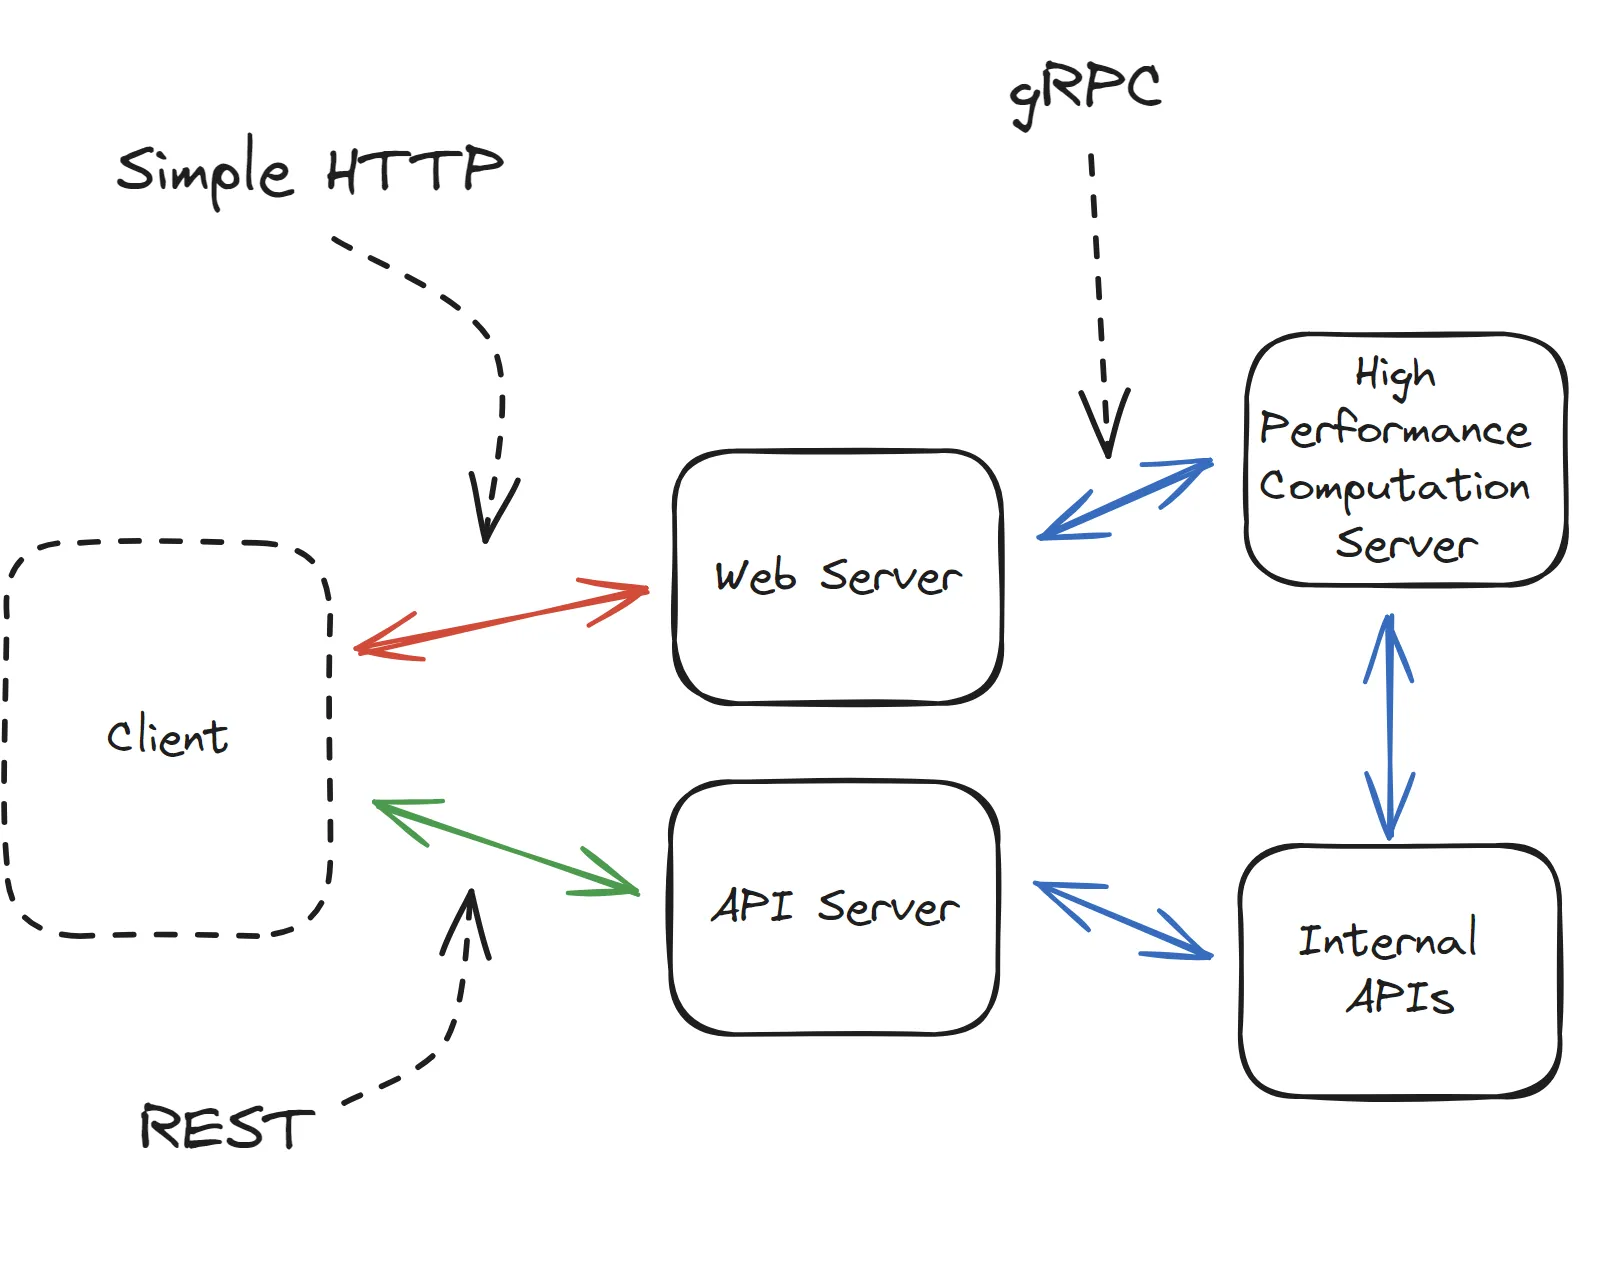 gRPC
Simple HTTP
High
Performance
Computation
Server
Web Server
Client
API Server
Internal
APIs
REST